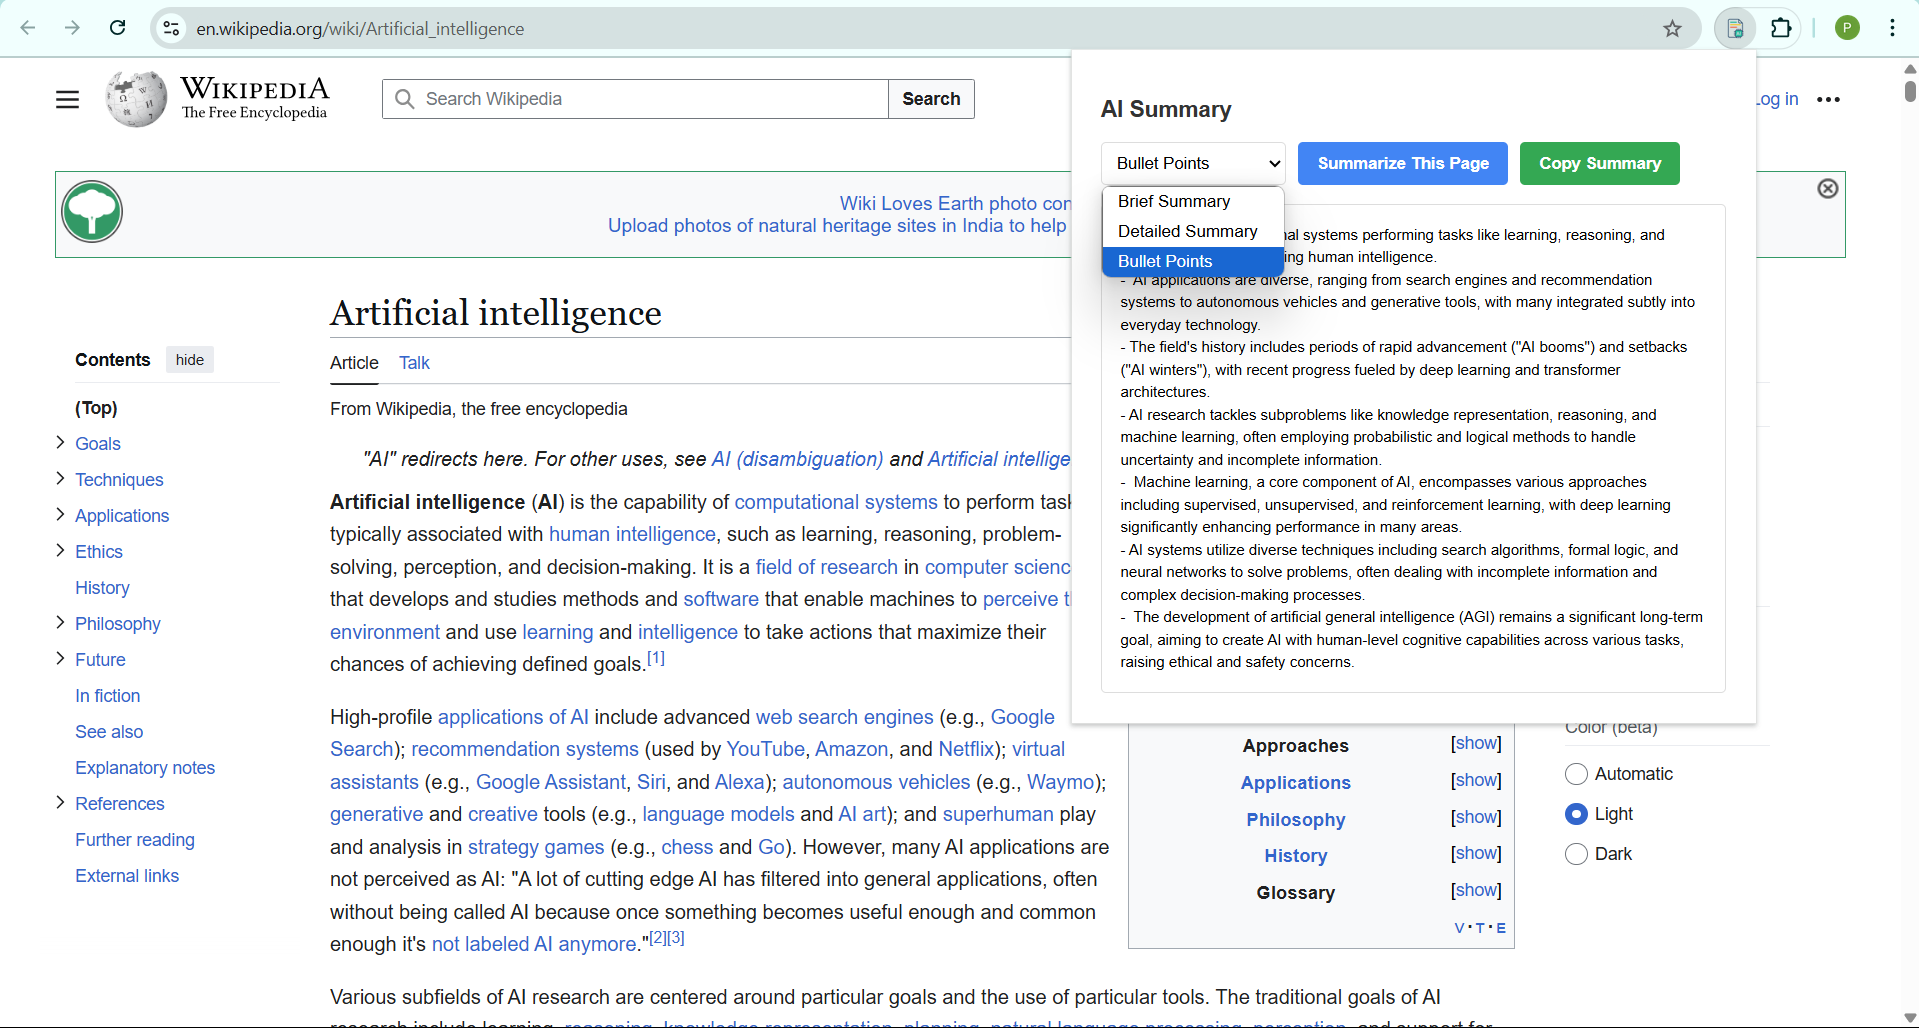 en.wikipedia.org/wiki/Artificial_intelligence
P
WIKIPEDIA
The Free Encyclopedia
Search Wikipedia
Search
Log in
Wiki Loves Earth photo con
Upload photos of natural heritage sites in India to help
AI Summary
Bullet Points
Summarize This Page
Copy Summary
Brief Summary
Detailed Summary
Bullet Points
nal systems performing tasks like learning, reasoning, and
ing human intelligence.
- AI applications are diverse, ranging from search engines and recommendation
systems to autonomous vehicles and generative tools, with many integrated subtly into
everyday technology.
- The field's history includes periods of rapid advancement ("AI booms") and setbacks
("AI winters"), with recent progress fueled by deep learning and transformer
architectures.
- AI research tackles subproblems like knowledge representation, reasoning, and
machine learning, often employing probabilistic and logical methods to handle
uncertainty and incomplete information.
- Machine learning, a core component of AI, encompasses various approaches
including supervised, unsupervised, and reinforcement learning, with deep learning
significantly enhancing performance in many areas.
- AI systems utilize diverse techniques including search algorithms, formal logic, and
neural networks to solve problems, often dealing with incomplete information and
complex decision-making processes.
- The development of artificial general intelligence (AGI) remains a significant long-term
goal, aiming to create AI with human-level cognitive capabilities across various tasks,
raising ethical and safety concerns.
Contents hide
(Top)
Goals
Techniques
Applications
Ethics
History
Philosophy
Future
In fiction
See also
Explanatory notes
References
Further reading
External links
Artificial intelligence
Article Talk
From Wikipedia, the free encyclopedia
"AI" redirects here. For other uses, see AI (disambiguation) and Artificial intellige
Artificial intelligence (AI) is the capability of computational systems to perform task
typically associated with human intelligence, such as learning, reasoning, problem-
solving, perception, and decision-making. It is a field of research in computer scienc
that develops and studies methods and software that enable machines to perceive t
environment and use learning and intelligence to take actions that maximize their
chances of achieving defined goals.[1]
High-profile applications of AI include advanced web search engines (e.g., Google
Search); recommendation systems (used by YouTube, Amazon, and Netflix); virtual
assistants (e.g., Google Assistant, Siri, and Alexa); autonomous vehicles (e.g., Waymo);
generative and creative tools (e.g., language models and AI art); and superhuman play
and analysis in strategy games (e.g., chess and Go). However, many AI applications are
not perceived as AI: "A lot of cutting edge AI has filtered into general applications, often
without being called AI because once something becomes useful enough and common
enough it's not labeled AI anymore."[2][3]
Various subfields of AI research are centered around particular goals and the use of particular tools. The traditional goals of AI
research include learning, reasoning, knowledge representation, planning, natural language processing, perception, and support for
Approaches [show]
Applications [show]
Philosophy [show]
History [show]
Glossary [show]
V · T · E
Color (beta)
Automatic
Light
Dark